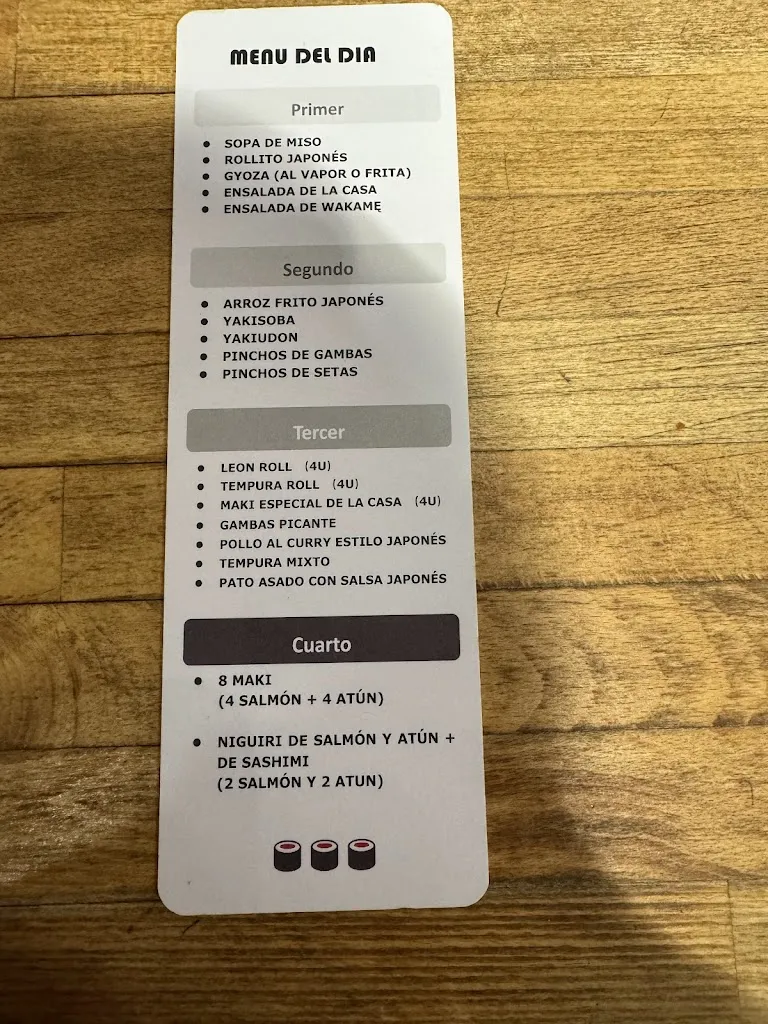 MENU DEL DIA
Primer
• SOPA DE MISO
• ROLLITO JAPONÉS
• GYOZA (AL VAPOR O FRITA)
• ENSALADA DE LA CASA
• ENSALADA DE WAKAME
Segundo
• ARROZ FRITO JAPONÉS
• YAKISOBA
• YAKIUDON
• PINCHOS DE GAMBAS
• PINCHOS DE SETAS
Tercer
• LEON ROLL (4U)
• TEMPURA ROLL (4U)
• MAKI ESPECIAL DE LA CASA (4U)
• GAMBAS PICANTE
• POLLO AL CURRY ESTILO JAPONÉS
• TEMPURA MIXTO
• PATO ASADO CON SALSA JAPONÉS
Cuarto
• 8 MAKI
(4 SALMÓN + 4 ATÚN)
• NIGUIRI DE SALMÓN Y ATÚN +
DE SASHIMI
(2 SALMÓN Y 2 ATUN)